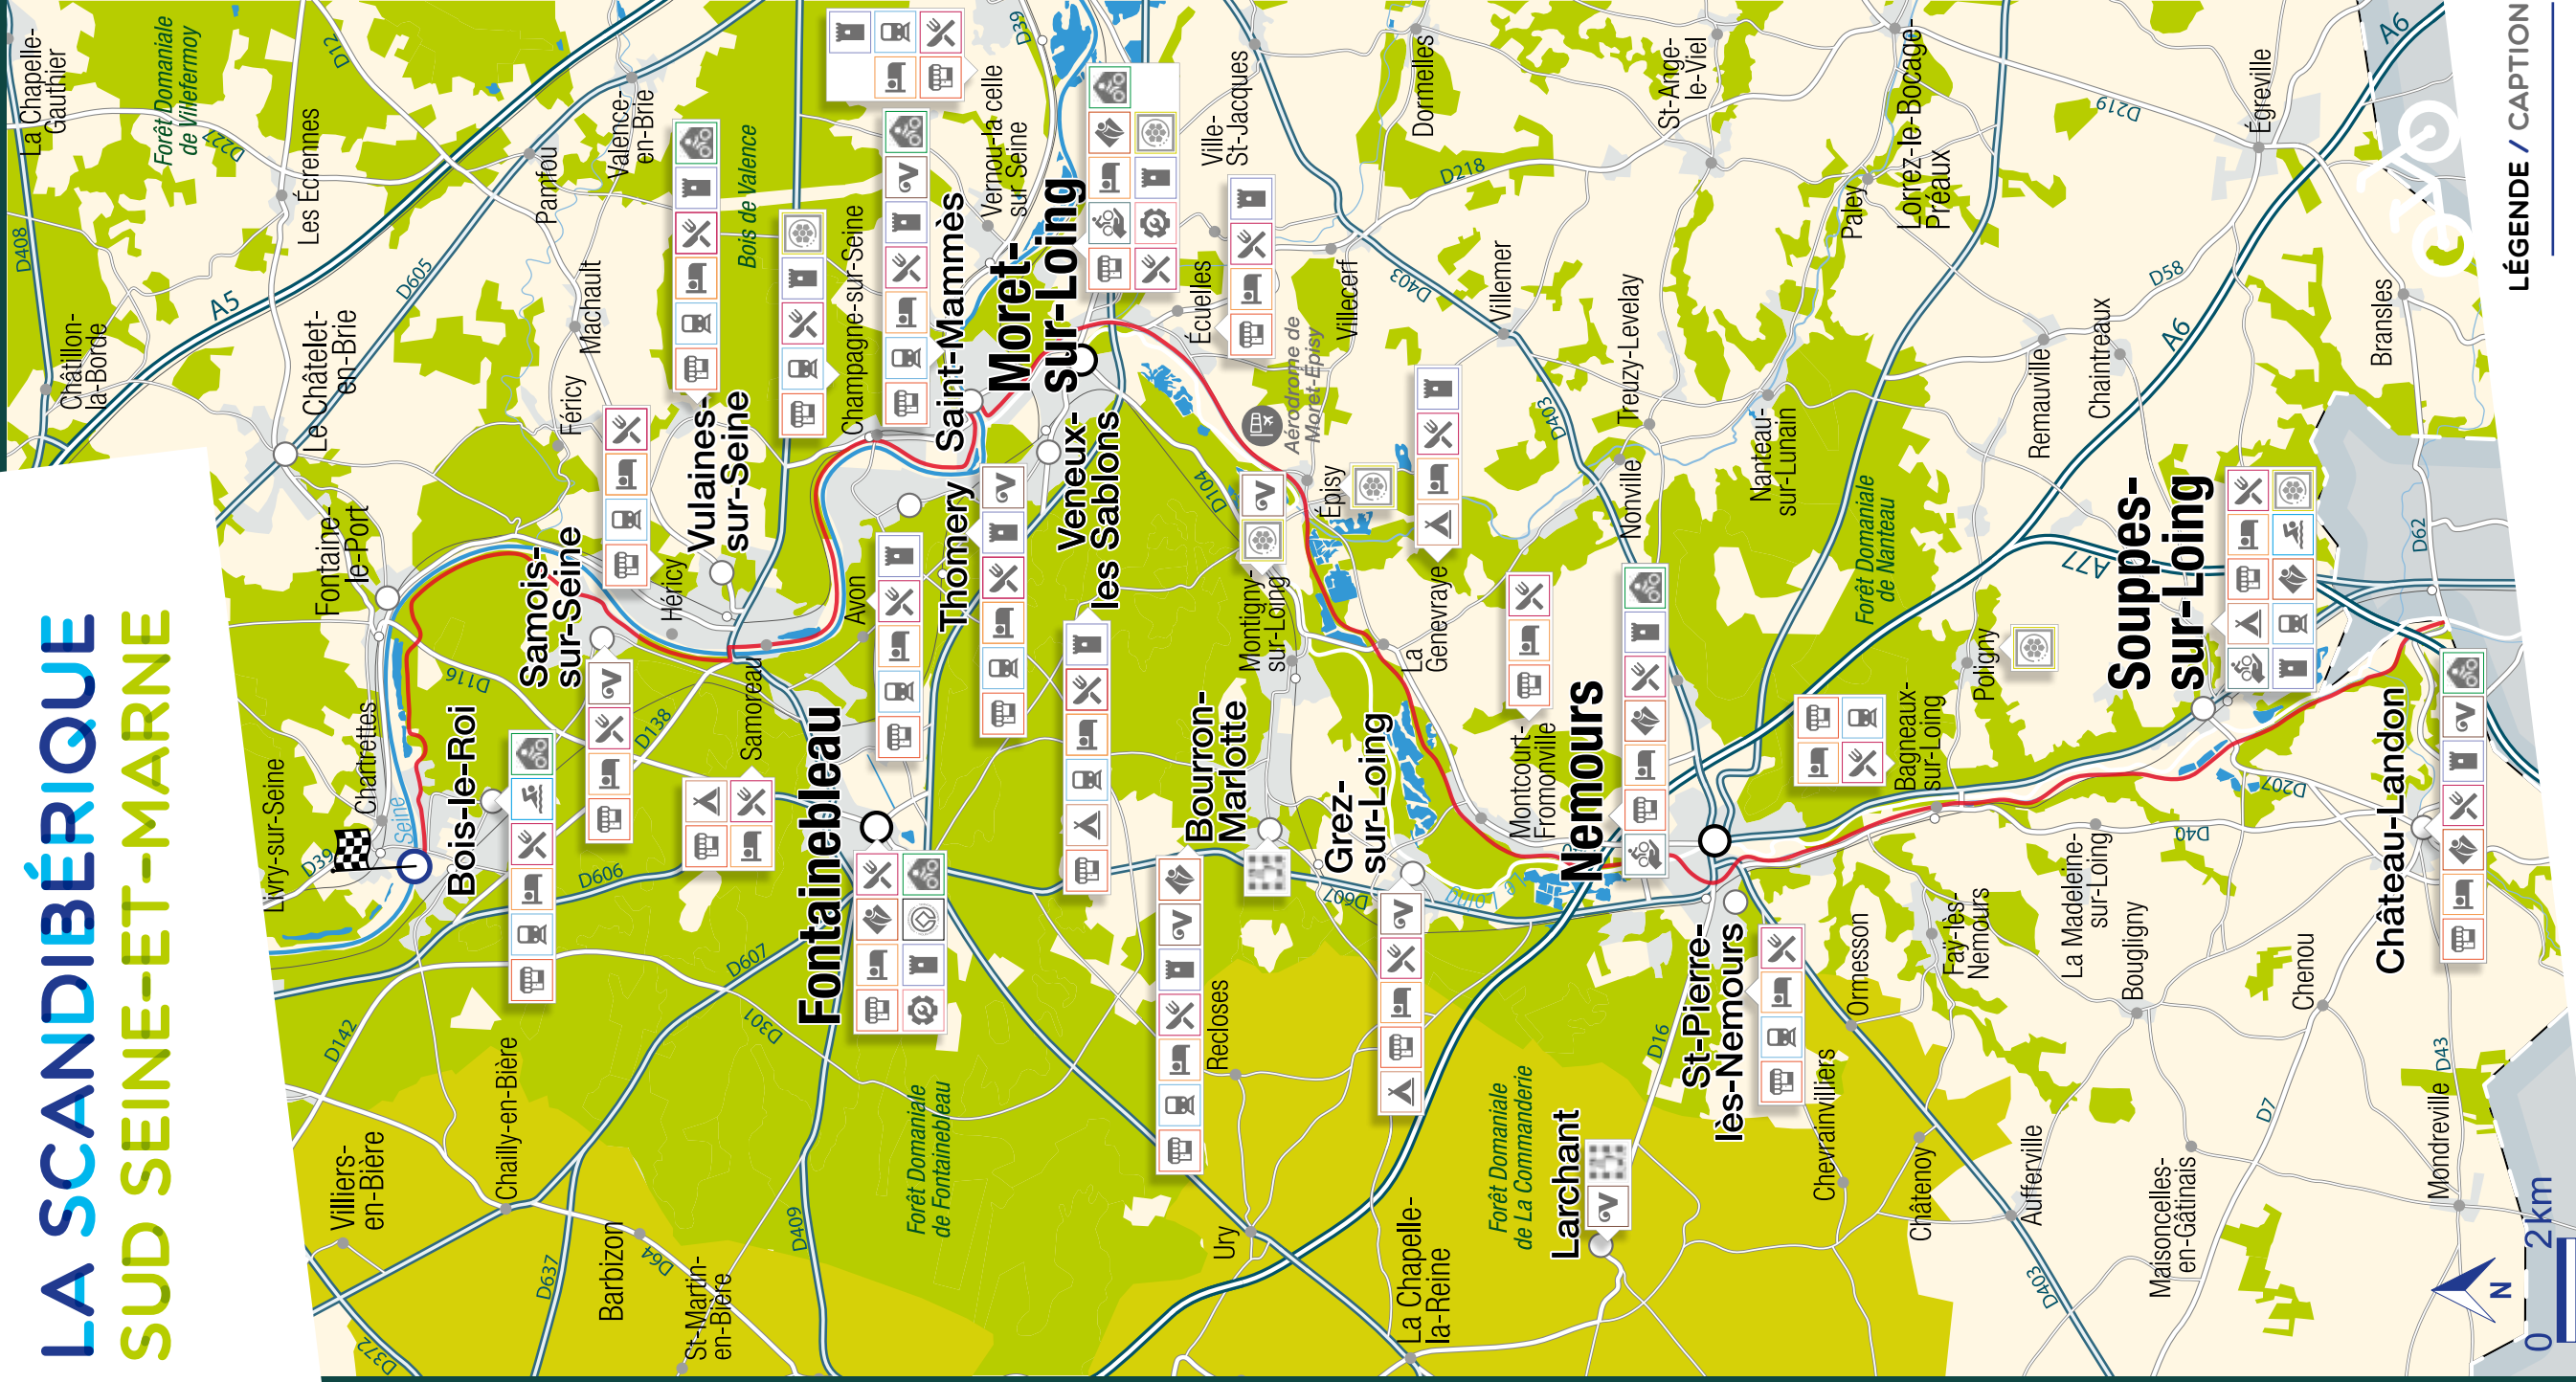 LA SCANDIBÉRIQUE
SUD SEINE-ET-MARNE
La Chapelle-
Gauthier
Forêt Domaniale
de Villefermoy
D227
D12
D408
Les Écrennes
Pamfou
Valence-
en-Brie
Châtillon-
la-Borde
A5
D605
Le Châtelet-
en-Brie
Machault
Féricy
Bois de Valence
Fontaine-
le-Port
Samois-
sur-Seine
Héricy
Vulaines-
sur-Seine
Champagne-sur-Seine
Saint-Mammès
Vernou-la celle
sur Seine
D39
Moret-
sur-Loing
Ville-
St-Jacques
Dormelles
St-Ange-
le-Viel
Lorrez-le-Bocage-
Préaux
Paley
D218
D219
Égreville
A6
Écuelles
Villecerf
D403
Villemer
Treuzy-Levelay
D403
Nonville
Nanteau-
sur-Lunain
Remauville
Chaintreaux
D58
A6
Bransles
Aérodrome de
Moret-Épisy
Épisy
Thomery
Veneux-
les Sablons
D104
Montigny-
sur-Loing
La
Genevraye
Forêt Domaniale
de Nanteau
A77
D62
Souppes-
sur-Loing
Poligny
Livry-sur-Seine
D39
Chartrettes
Seine
Bois-le-Roi
D116
D138
Samoreau
Avon
D606
Fontainebleau
Bourron-
Marlotte
Grez-
sur-Loing
Montcourt-
Fromonville
Nemours
Bagneaux-
sur-Loing
D607
Le Loing
D207
D40
Château-Landon
La Madeleine-
sur-Loing
Faÿ-lès-
Nemours
Bougligny
Chenou
Ormesson
St-Pierre-
lès-Nemours
D16
D142
D607
D301
Recloses
Chailly-en-Bière
Villiers-
en-Bière
Forêt Domaniale
de Fontainebleau
Forêt Domaniale
de La Commanderie
Larchant
Chevrainvilliers
Châtenoy
Aufferville
Maisoncelles-
en-Gâtinais
D7
D43
Mondreville
D403
D372
D637
Barbizon
D64
St-Martin-
en-Bière
D409
Ury
La Chapelle-
la-Reine
N
0 2km
LÉGENDE / CAPTION